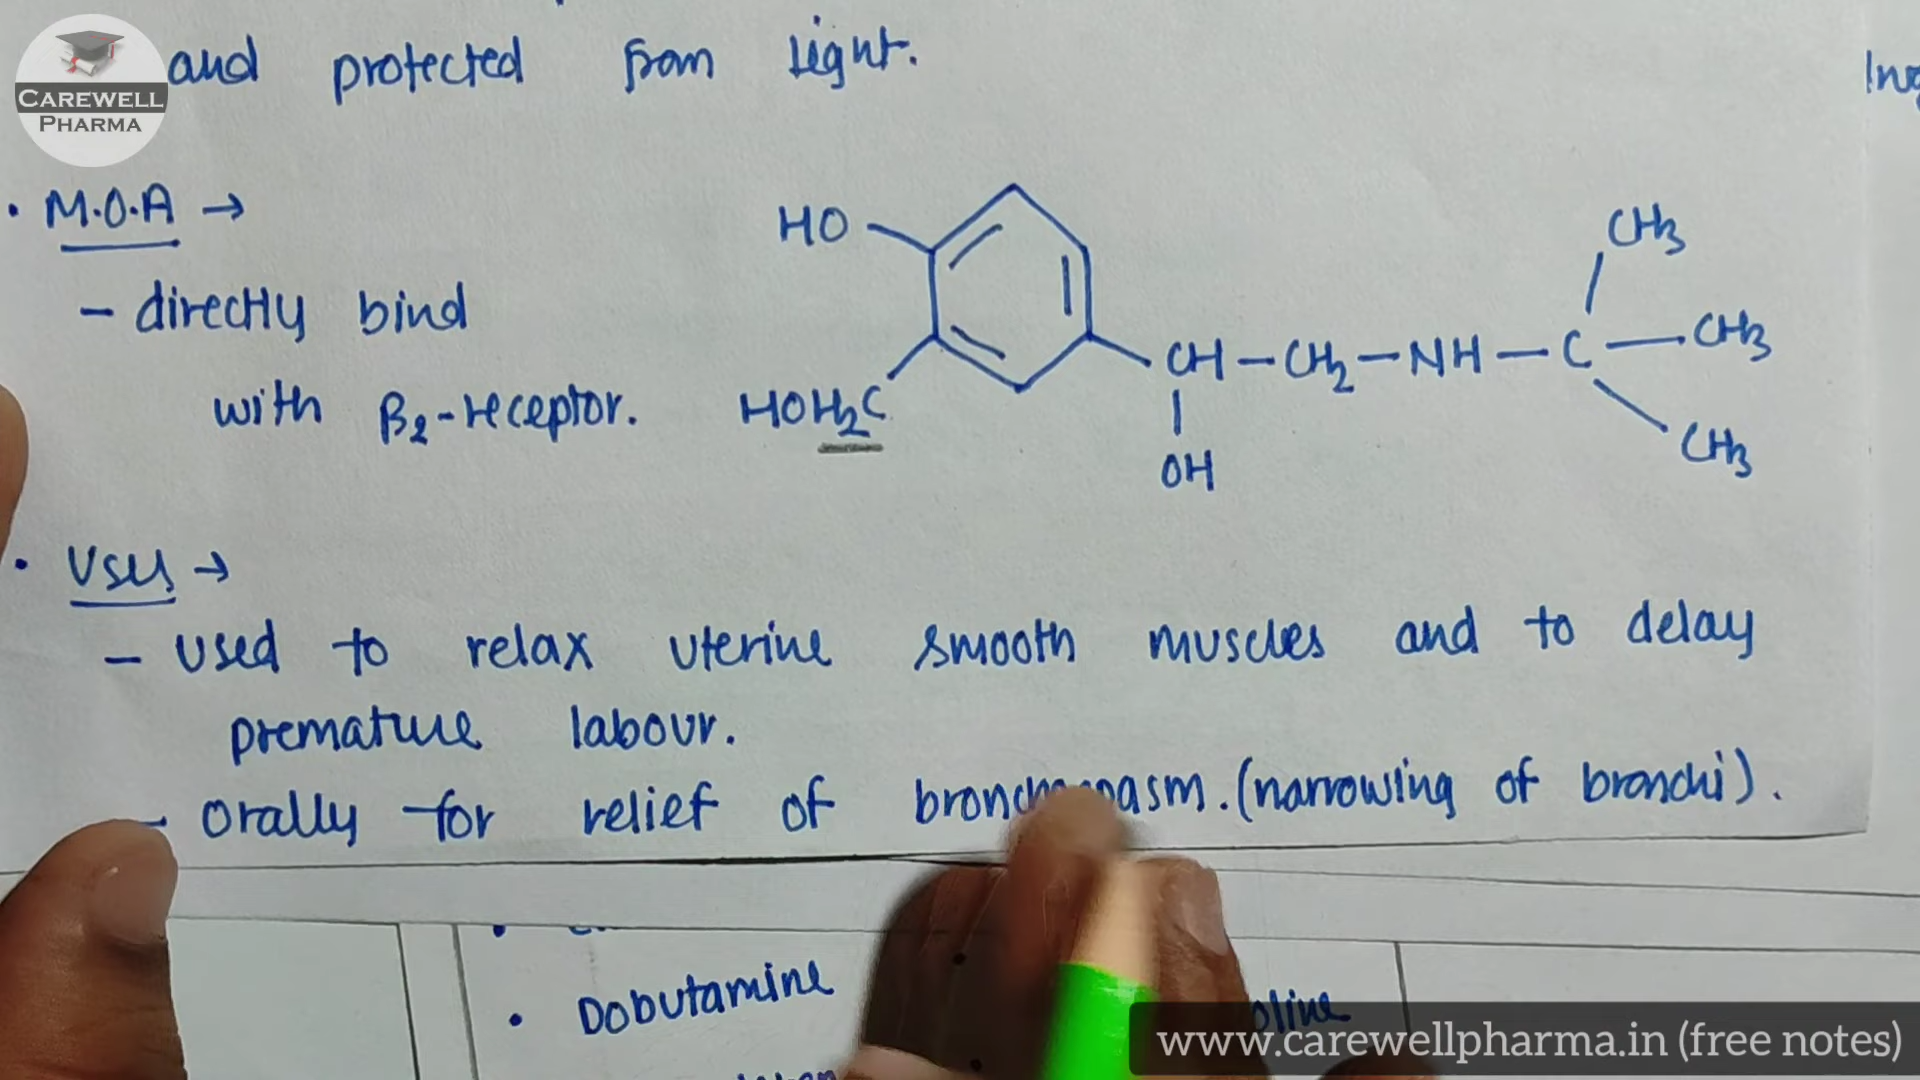 and protected from light.
CAREWELL
PHARMA
• M.O.A →
– directly bind
with β2-receptor.
HO
HOH2C
CH – CH2 – NH – C
OH
CH3
CH3
CH3
• Uses →
– used to relax uterine smooth muscles and to delay
premature labour.
– orally for relief of (narrowing of bronchi).
• Dobutamine
www.carewellpharma.in (free notes)